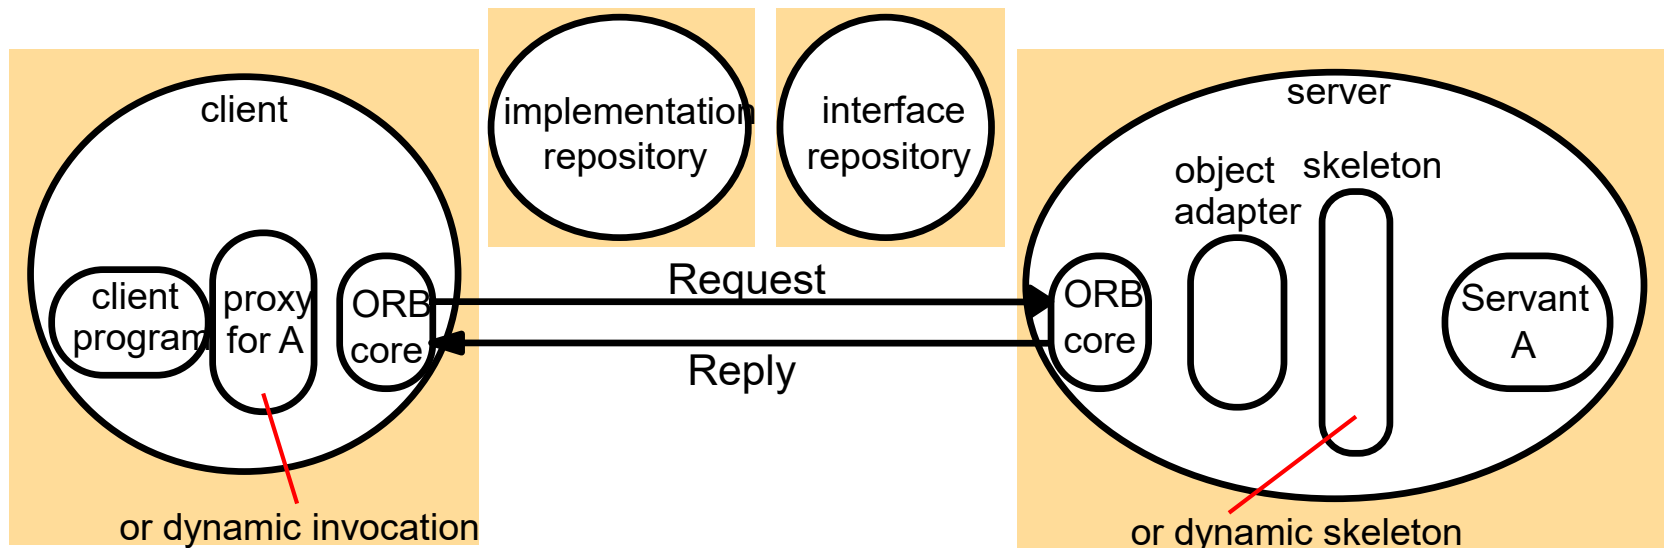 client
client
program
proxy
for A
ORB
core
or dynamic invocation
implementation
repository
interface
repository
Request
Reply
server
object
adapter
skeleton
ORB
core
Servant
A
or dynamic skeleton